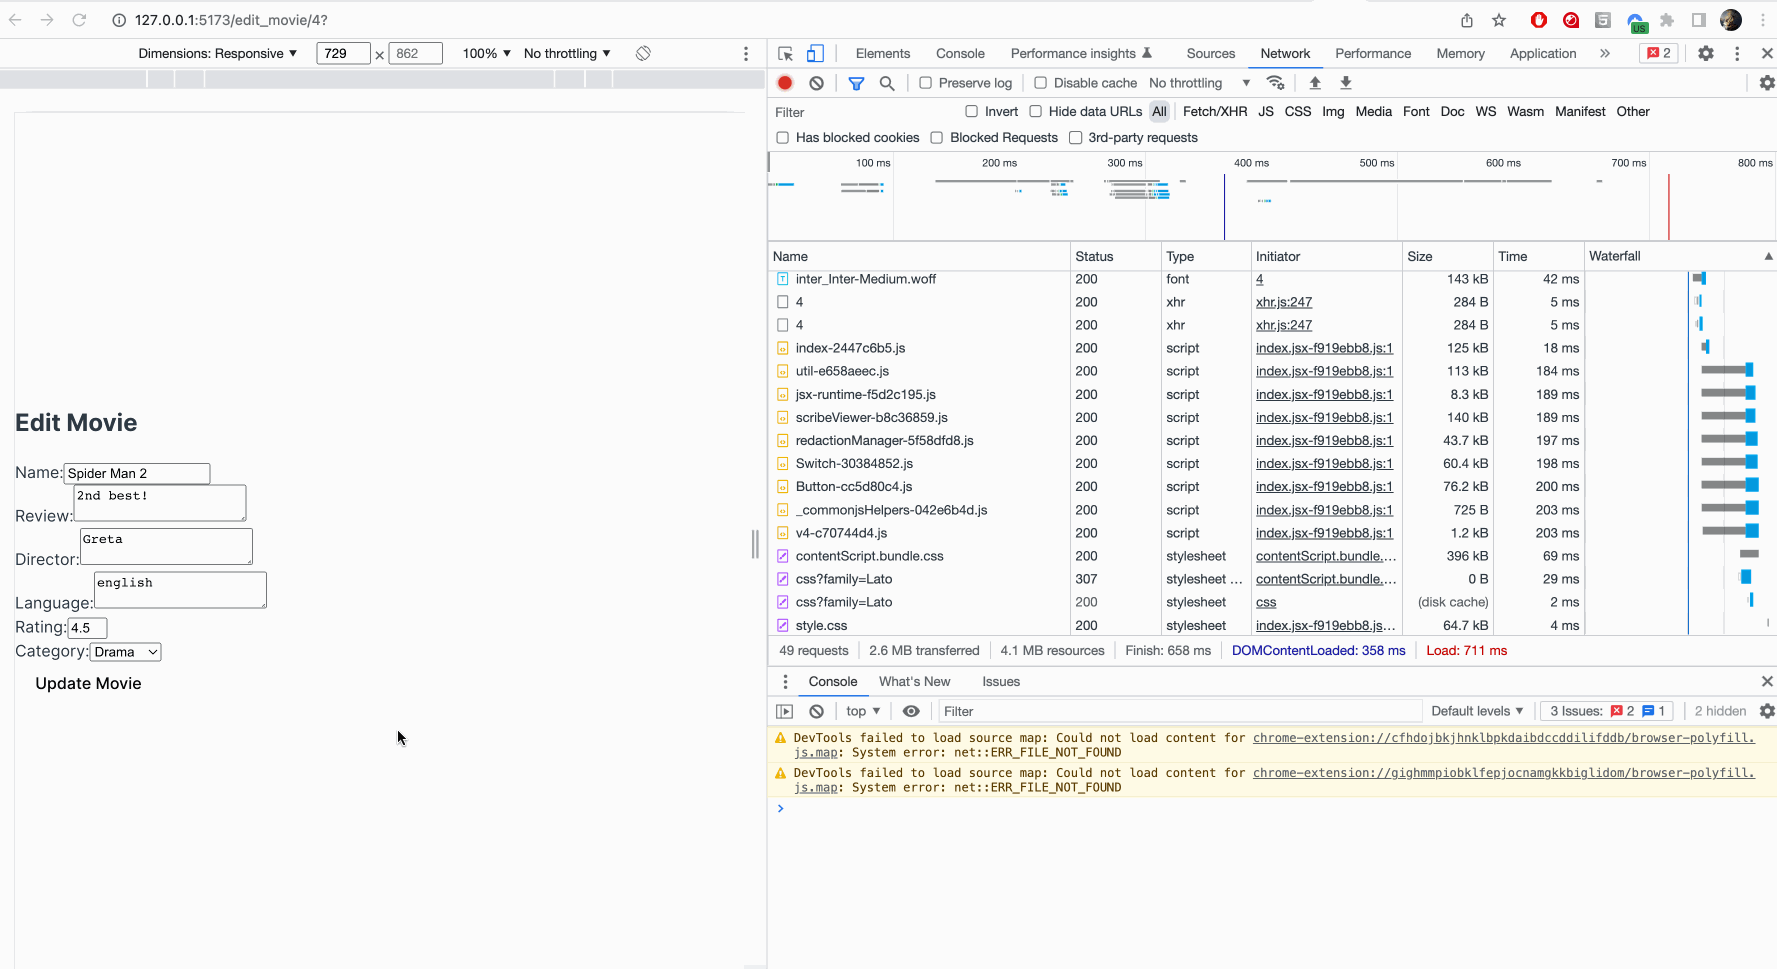 127.0.0.1:5173/edit_movie/4?
US
Dimensions: Responsive ▼ 729 × 862 100% ▼ No throttling ▼
Elements Console Performance insights Sources Network Performance Memory Application » 2
Preserve log Disable cache No throttling ▼
Filter Invert Hide data URLs All Fetch/XHR JS CSS Img Media Font Doc WS Wasm Manifest Other
Has blocked cookies Blocked Requests 3rd-party requests
100 ms 200 ms 300 ms 400 ms 500 ms 600 ms 700 ms 800 ms
Name Status Type Initiator Size Time Waterfall
inter_Inter-Medium.woff 200 font 4 143 kB 42 ms
4 200 xhr xhr.js:247 284 B 5 ms
4 200 xhr xhr.js:247 284 B 5 ms
index-2447c6b5.js 200 script index.jsx-f919ebb8.js:1 125 kB 18 ms
util-e658aeec.js 200 script index.jsx-f919ebb8.js:1 113 kB 184 ms
jsx-runtime-f5d2c195.js 200 script index.jsx-f919ebb8.js:1 8.3 kB 189 ms
scribeViewer-b8c36859.js 200 script index.jsx-f919ebb8.js:1 140 kB 189 ms
redactionManager-5f58dfd8.js 200 script index.jsx-f919ebb8.js:1 43.7 kB 197 ms
Switch-30384852.js 200 script index.jsx-f919ebb8.js:1 60.4 kB 198 ms
Button-cc5d80c4.js 200 script index.jsx-f919ebb8.js:1 76.2 kB 200 ms
_commonjsHelpers-042e6b4d.js 200 script index.jsx-f919ebb8.js:1 725 B 203 ms
v4-c70744d4.js 200 script index.jsx-f919ebb8.js:1 1.2 kB 203 ms
contentScript.bundle.css 200 stylesheet contentScript.bundle.... 396 kB 69 ms
css?family=Lato 307 stylesheet ... contentScript.bundle.... 0 B 29 ms
css?family=Lato 200 stylesheet css (disk cache) 2 ms
style.css 200 stylesheet index.jsx-f919ebb8.js... 64.7 kB 4 ms
49 requests 2.6 MB transferred 4.1 MB resources Finish: 658 ms DOMContentLoaded: 358 ms Load: 711 ms
Console What's New Issues
top ▼ Filter Default levels ▼ 3 Issues: 2 1 2 hidden
DevTools failed to load source map: Could not load content for chrome-extension://cfhdojbkjhnklbpkdaibdccddilifddb/browser-polyfill.
js.map: System error: net::ERR_FILE_NOT_FOUND
DevTools failed to load source map: Could not load content for chrome-extension://gighmmpiobklfepjocnamgkkbiglidom/browser-polyfill.
js.map: System error: net::ERR_FILE_NOT_FOUND
Edit Movie
Name: Spider Man 2
Review: 2nd best!
Director: Greta
Language: english
Rating: 4.5
Category: Drama
Update Movie